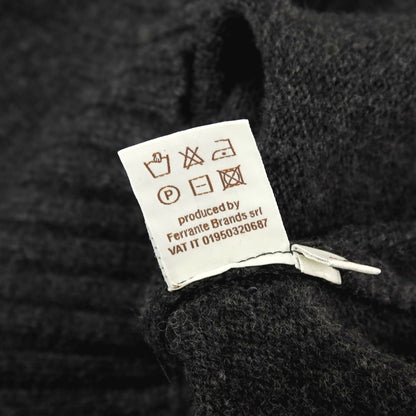 P
produced by
Ferrante Brands srl
VAT IT 01950320687